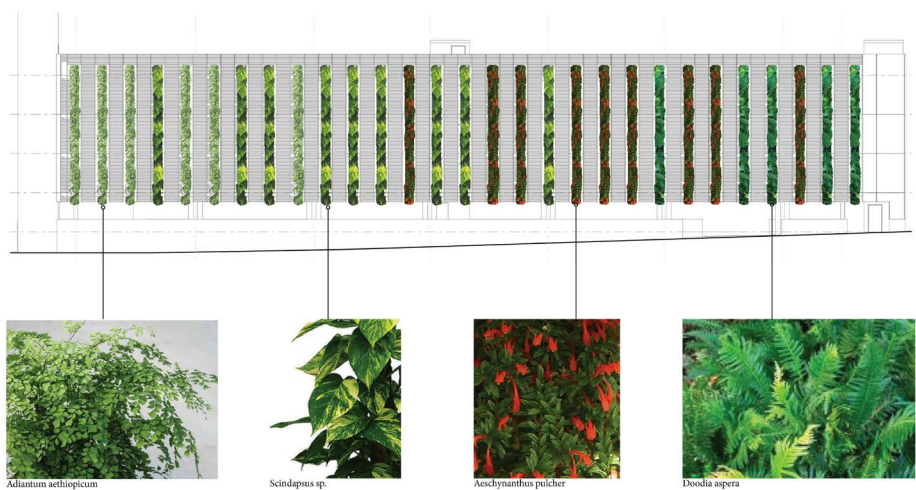 Adiantum aethiopicum
Scindapsus sp.
Aeschynanthus pulcher
Doodia aspera